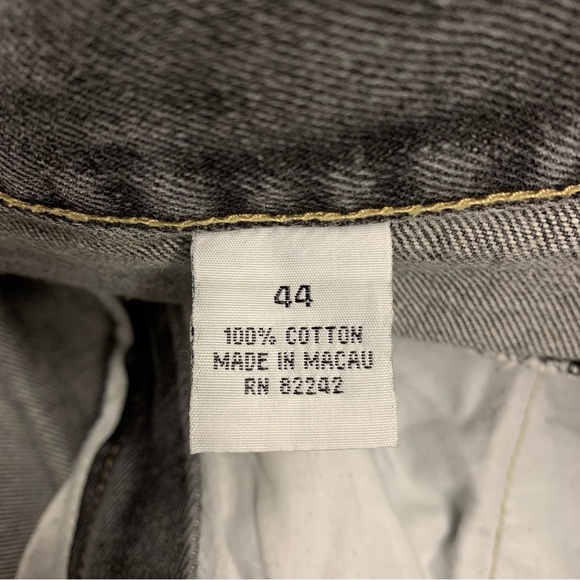 44
100% COTTON
MADE IN MACAU
RN 82242